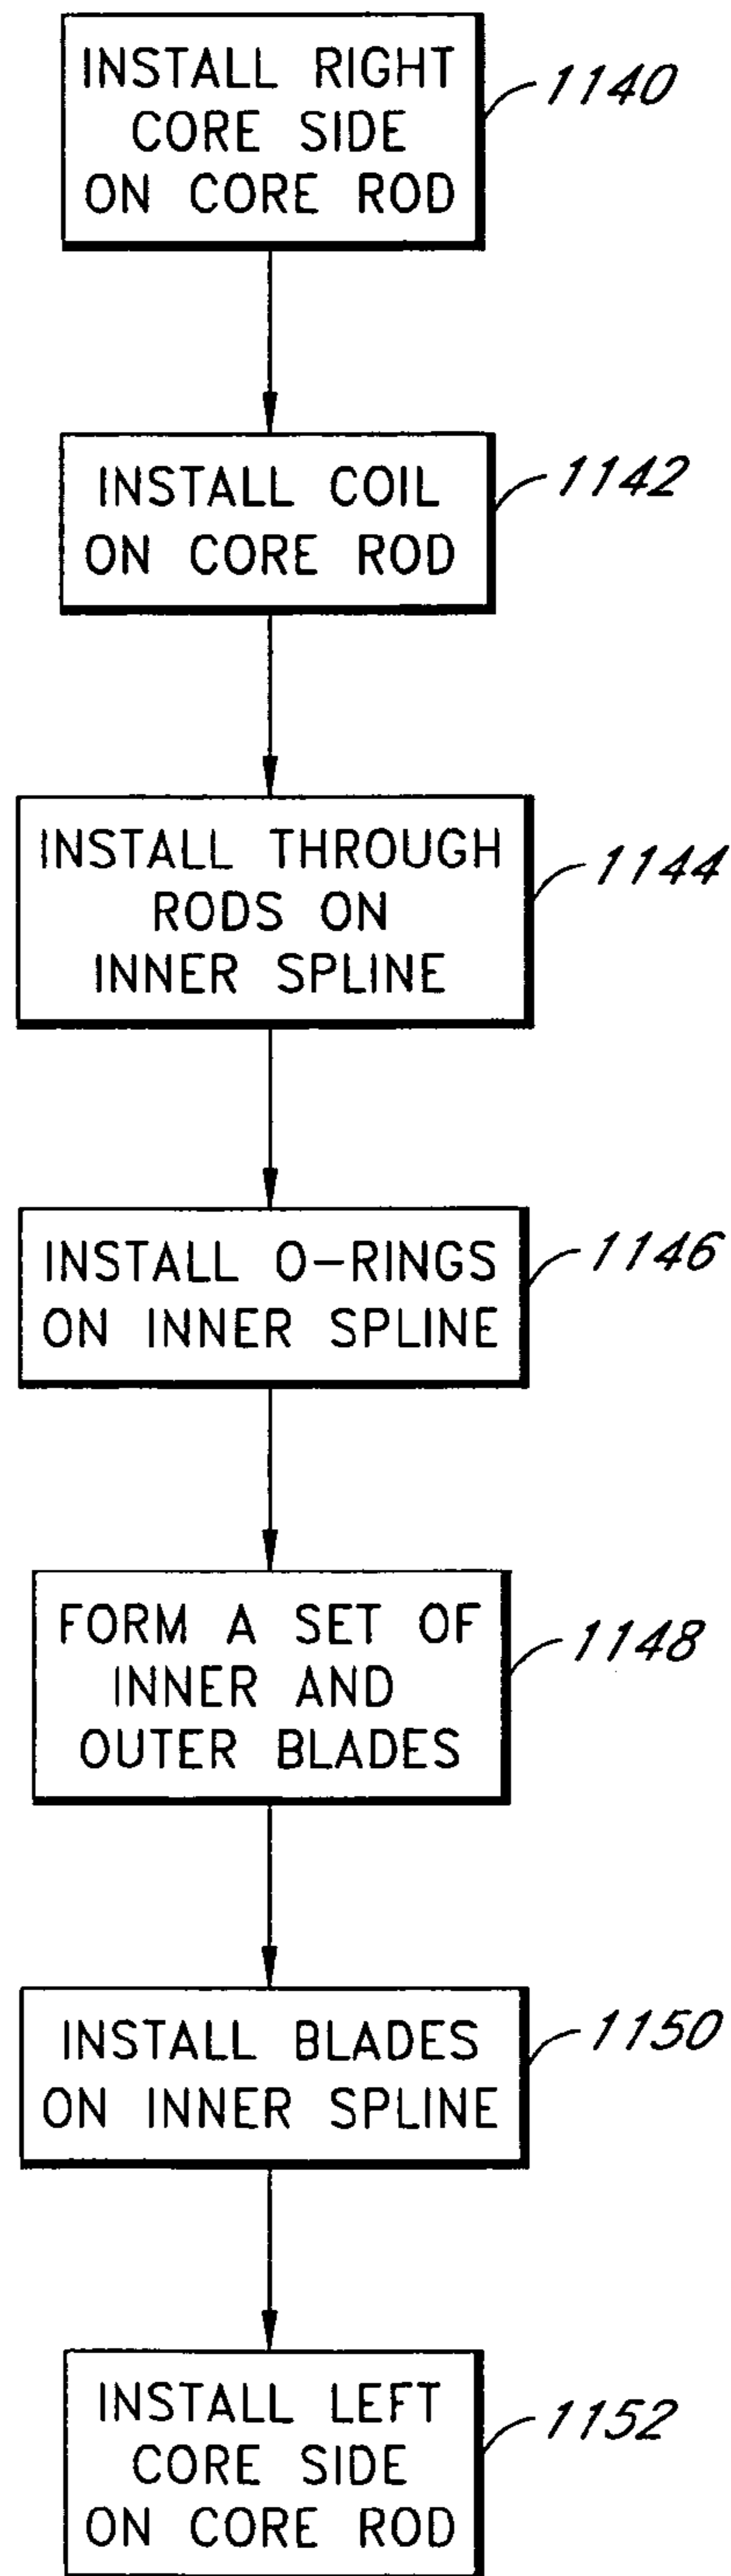 INSTALL RIGHT
CORE SIDE
ON CORE ROD
1140
INSTALL COIL
ON CORE ROD
1142
INSTALL THROUGH
RODS ON
INNER SPLINE
1144
INSTALL O-RINGS
ON INNER SPLINE
1146
FORM A SET OF
INNER AND
OUTER BLADES
1148
INSTALL BLADES
ON INNER SPLINE
1150
INSTALL LEFT
CORE SIDE
ON CORE ROD
1152